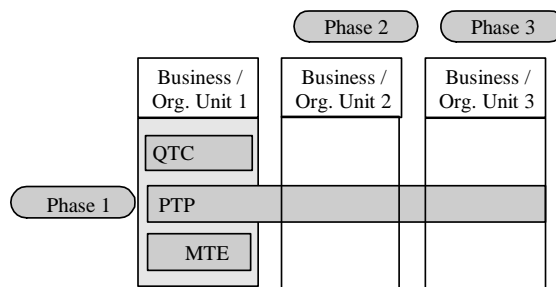 Phase 2
Phase 3
Business /
Org. Unit 1
Business /
Org. Unit 2
Business /
Org. Unit 3
QTC
Phase 1
PTP
MTE